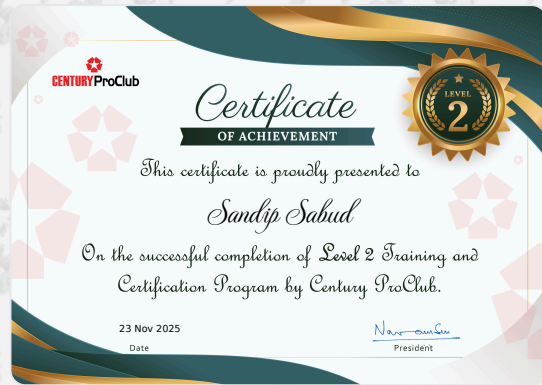 CENTURY ProClub
LEVEL
2
Certificate
OF ACHIEVEMENT
This certificate is proudly presented to
Sandip Sabud
On the successful completion of Level 2 Training and
Certification Program by Century ProClub.
23 Nov 2025
Date
President